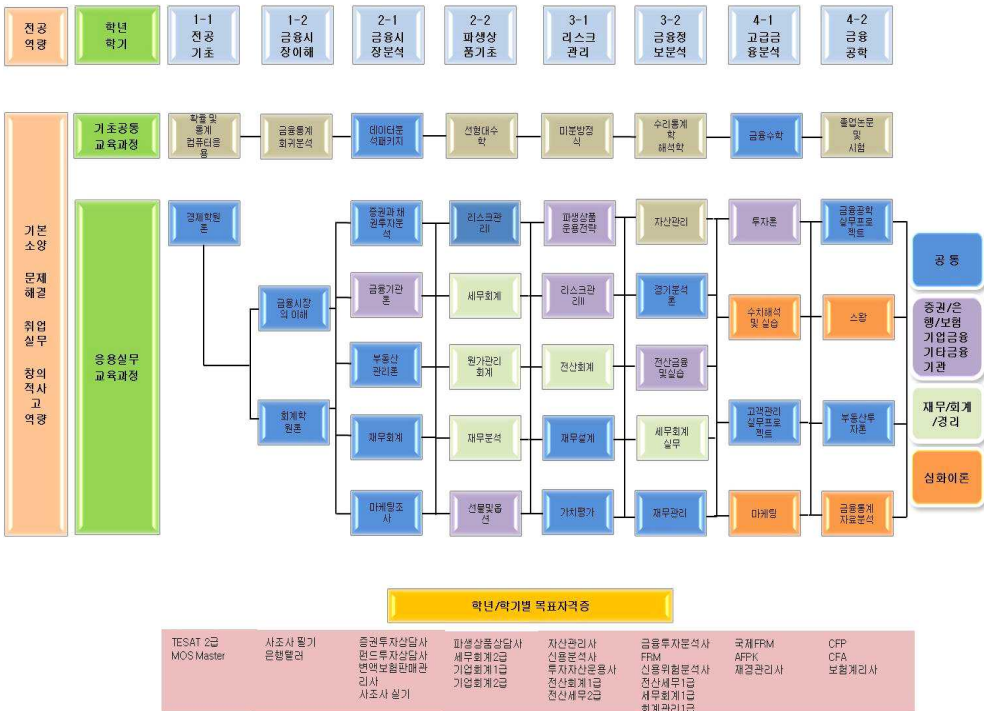 전공
역량
학년
학기
1-1
전공
기초
1-2
금융시
장이해
2-1
금융시
장분석
2-2
파생상
품기초
3-1
리스크
관리
3-2
금융정
보분석
4-1
고급금
융분석
4-2
금융
공학
기초공통
교육과정
확률 및
통계
컴퓨터응
용
금융통계
회귀분석
데이터분
석패키지
선형대수
학
미분방정
식
수리통계
학
해석학
금융수학
졸업논문
및
시험
기본
소양
문제
해결
취업
실무
창의
적사
고
역량
응용실무
교육과정
경제학원
론
금융시장
의 이해
회계학
원론
증권과 채
권투자분
석
금융기관
론
부동산
관리론
재무회계
마케팅조
사
리스크관
리I
세무회계
원가관리
회계
재무분석
선물및옵
션
파생상품
운용전략
리스크관
리II
전산회계
재무설계
가치평가
자산관리
경기분석
론
전산금융
및실습
세무회계
실무
재무관리
투자론
수치해석
및 실습
고객관리
실무프로
젝트
마케팅
금융공학
실무프로
젝트
스왑
부동산투
자론
금융통계
자료분석
공 통
증권/은
행/보험
기업금융
기타금융
기관
재무/회계
/경리
심화이론
학년/학기별 목표자격증
TESAT 2급
MOS Master
사조사 필기
은행텔러
증권투자상담사
펀드투자상담사
변액보험판매관
리사
사조사 실기
파생상품상담사
세무회계2급
기업회계1급
기업회계2급
자산관리사
신용분석사
투자자산운용사
전산회계1급
전산세무2급
금융투자분석사
FRM
신용위험분석사
전산세무1급
세무회계1급
회계관리1급
국제FRM
AFPK
재경관리사
CFP
CFA
보험계리사